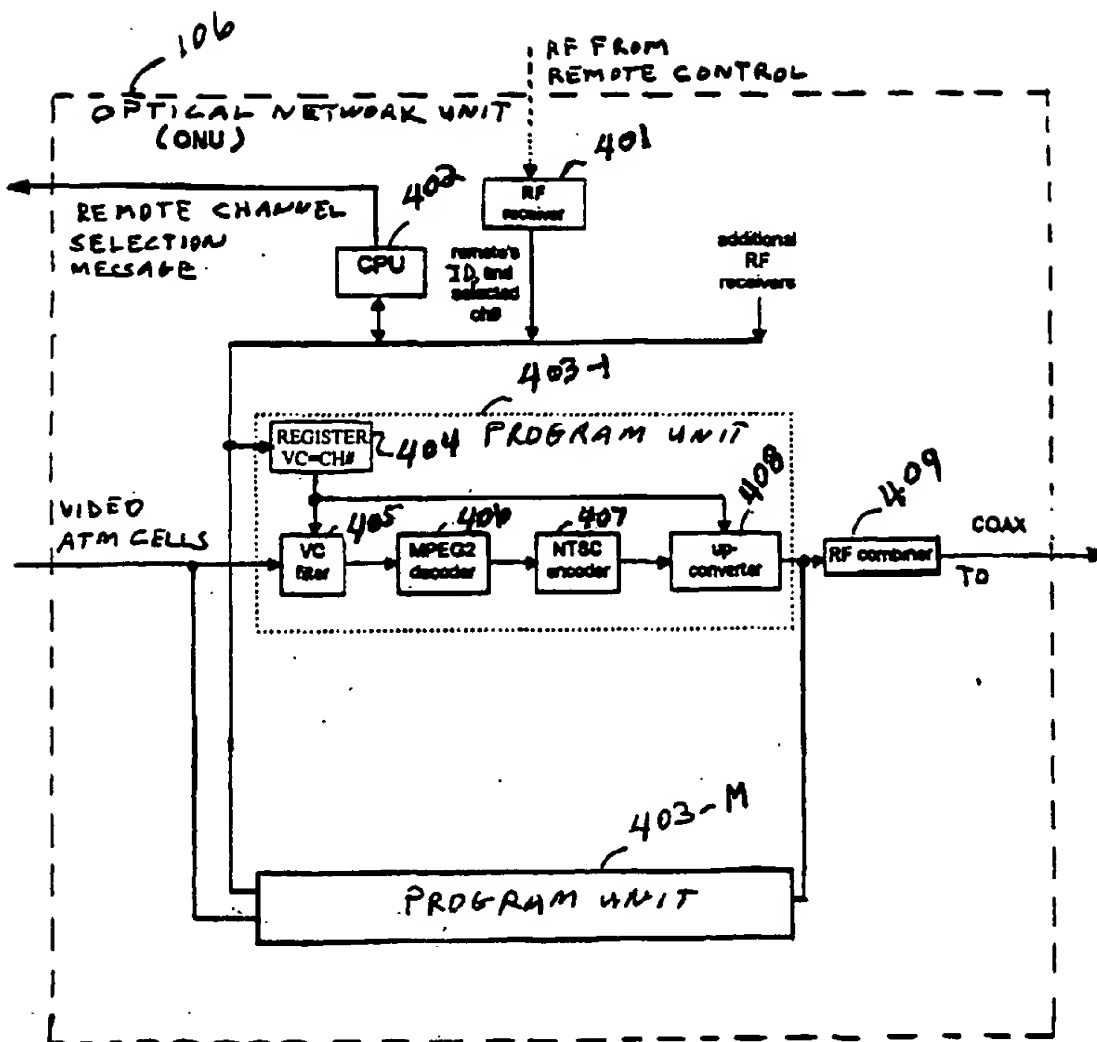 106
RF FROM
REMOTE CONTROL
OPTICAL NETWORK UNIT
(ONU)
401
402
RF
receiver
REMOTE CHANNEL
SELECTION
MESSAGE
CPU
remote's
ID, and
selected
ch#
additional
RF
receivers
403-1
REGISTER
VC=CH#
404
PROGRAM UNIT
408
409
VIDEO
ATM CELLS
405
406
407
VC
filter
MPEG2
decoder
NTSC
encoder
up-
converter
RF combiner
COAX
TO
403-M
PROGRAM UNIT